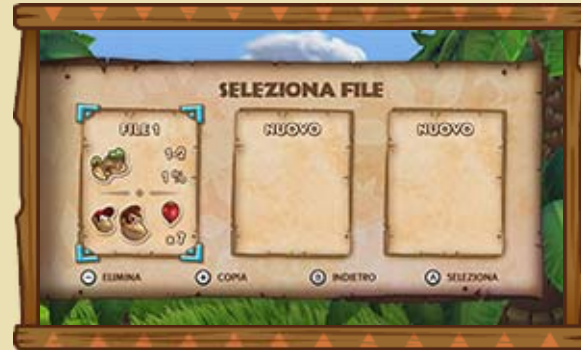 SELEZIONA FILE
FILE 1
1-2
1%
x7
NUOVO
NUOVO
ELIMINA
COPIA
B INDIETRO
A SELEZIONA